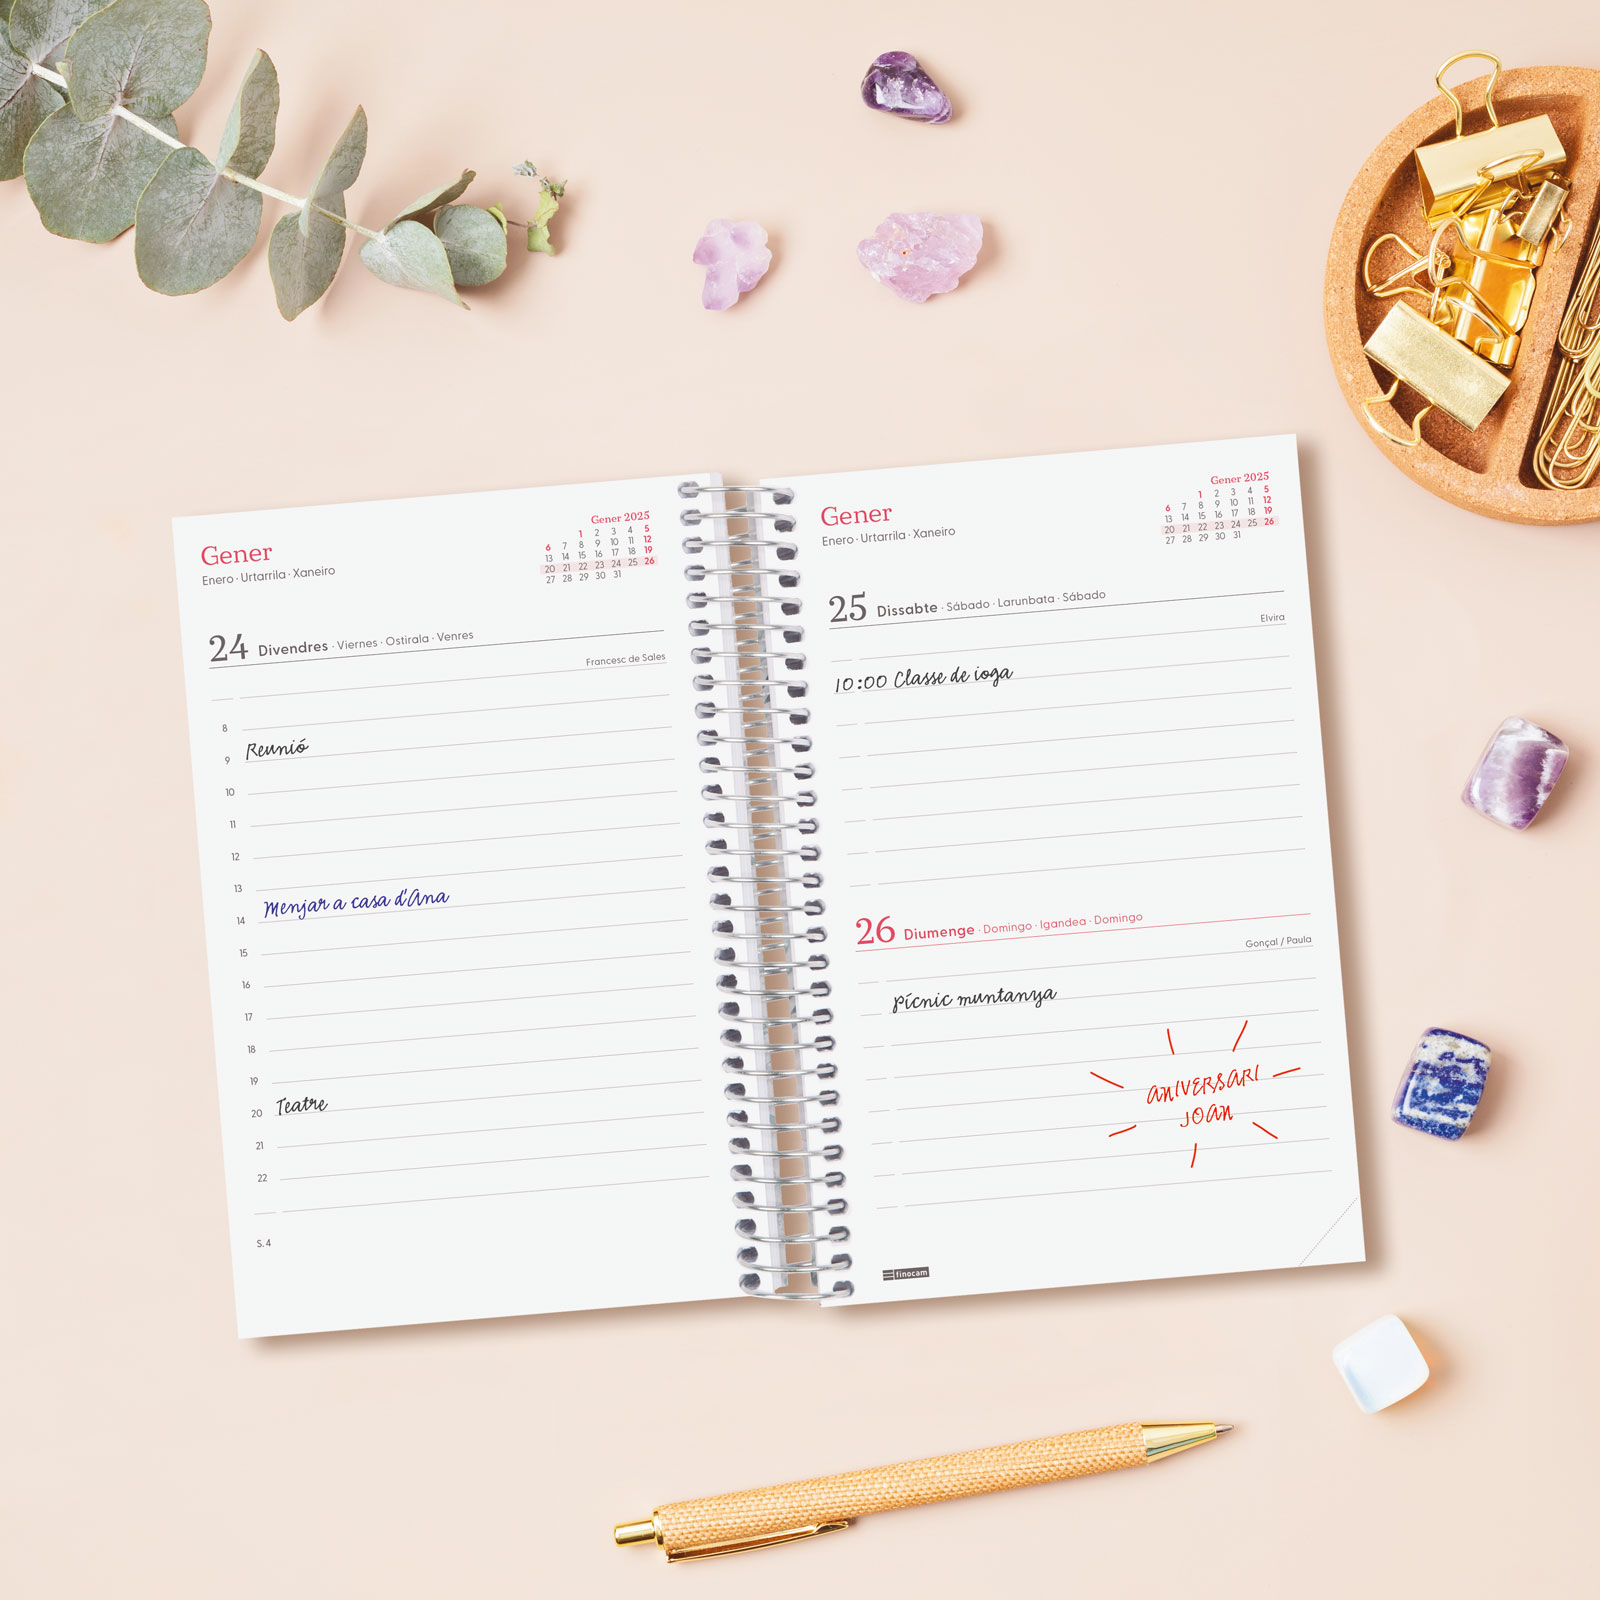 Gener
Enero · Urtarrila · Xaneiro
Gener 2025
1 2 3 4 5
6 7 8 9 10 11 12
13 14 15 16 17 18 19
20 21 22 23 24 25 26
27 28 29 30 31
24 Divendres · Viernes · Ostirala · Venres
Francesc de Sales
8
9 Reunió
10
11
12
13
14 Menjar a casa d'Ana
15
16
17
18
19
20 Teatre
21
22
S.4
Gener
Enero · Urtarrila · Xaneiro
Gener 2025
1 2 3 4 5
6 7 8 9 10 11 12
13 14 15 16 17 18 19
20 21 22 23 24 25 26
27 28 29 30 31
25 Dissabte · Sábado · Larunbata · Sábado
Elvira
10:00 Classe de ioga
26 Diumenge · Domingo · Igandea · Domingo
Gonçal / Paula
Pícnic muntanya
ANIVERSARI
JOAN
finocam